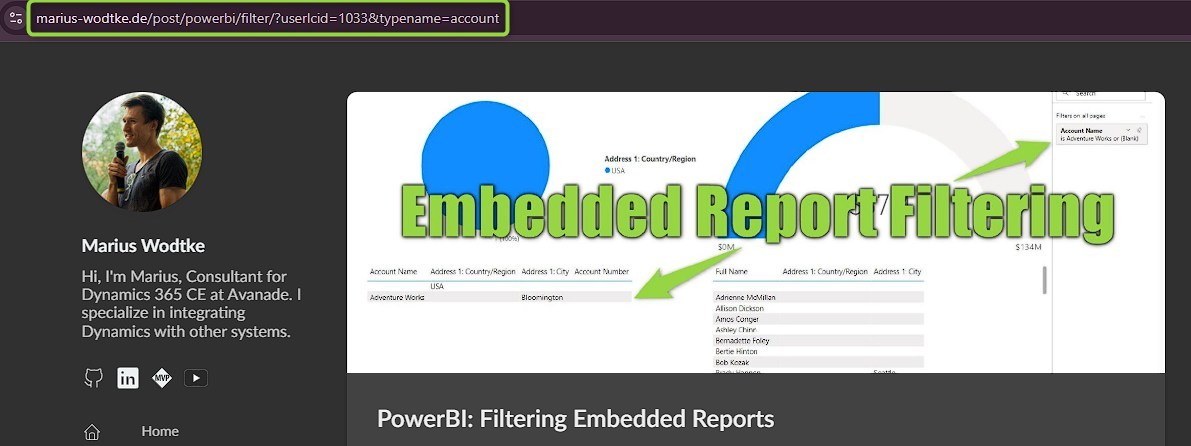 marius-wodtke.de/post/powerbi/filter/?userlcid=1033&typename=account
Search
Filters on all pages
Account Name
is Adventure Works or (Blank)
Address 1: Country/Region
USA
Embedded Report Filtering
(100%)
$0M
$134M
Account Name Address 1: Country/Region Address 1: City Account Number
USA
Adventure Works Bloomington
Full Name Address 1: Country/Region Address 1: City
Adrienne McMillan
Allison Dickson
Amos Conger
Ashley Chinn
Bernadette Foley
Bertie Hinton
Bob Kozak
Brady Hannon Seattle
Marius Wodtke
Hi, I'm Marius, Consultant for
Dynamics 365 CE at Avanade. I
specialize in integrating
Dynamics with other systems.
in
MVP
Home
PowerBI: Filtering Embedded Reports